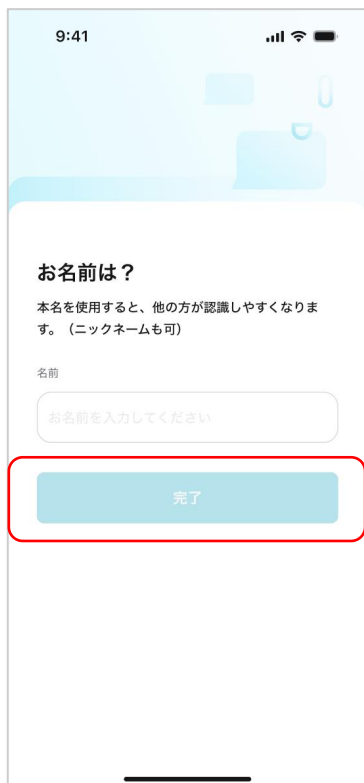 9:41
お名前は？
本名を使用すると、他の方が認識しやすくなりま
す。（ニックネームも可）
名前
お名前を入力してください
完了